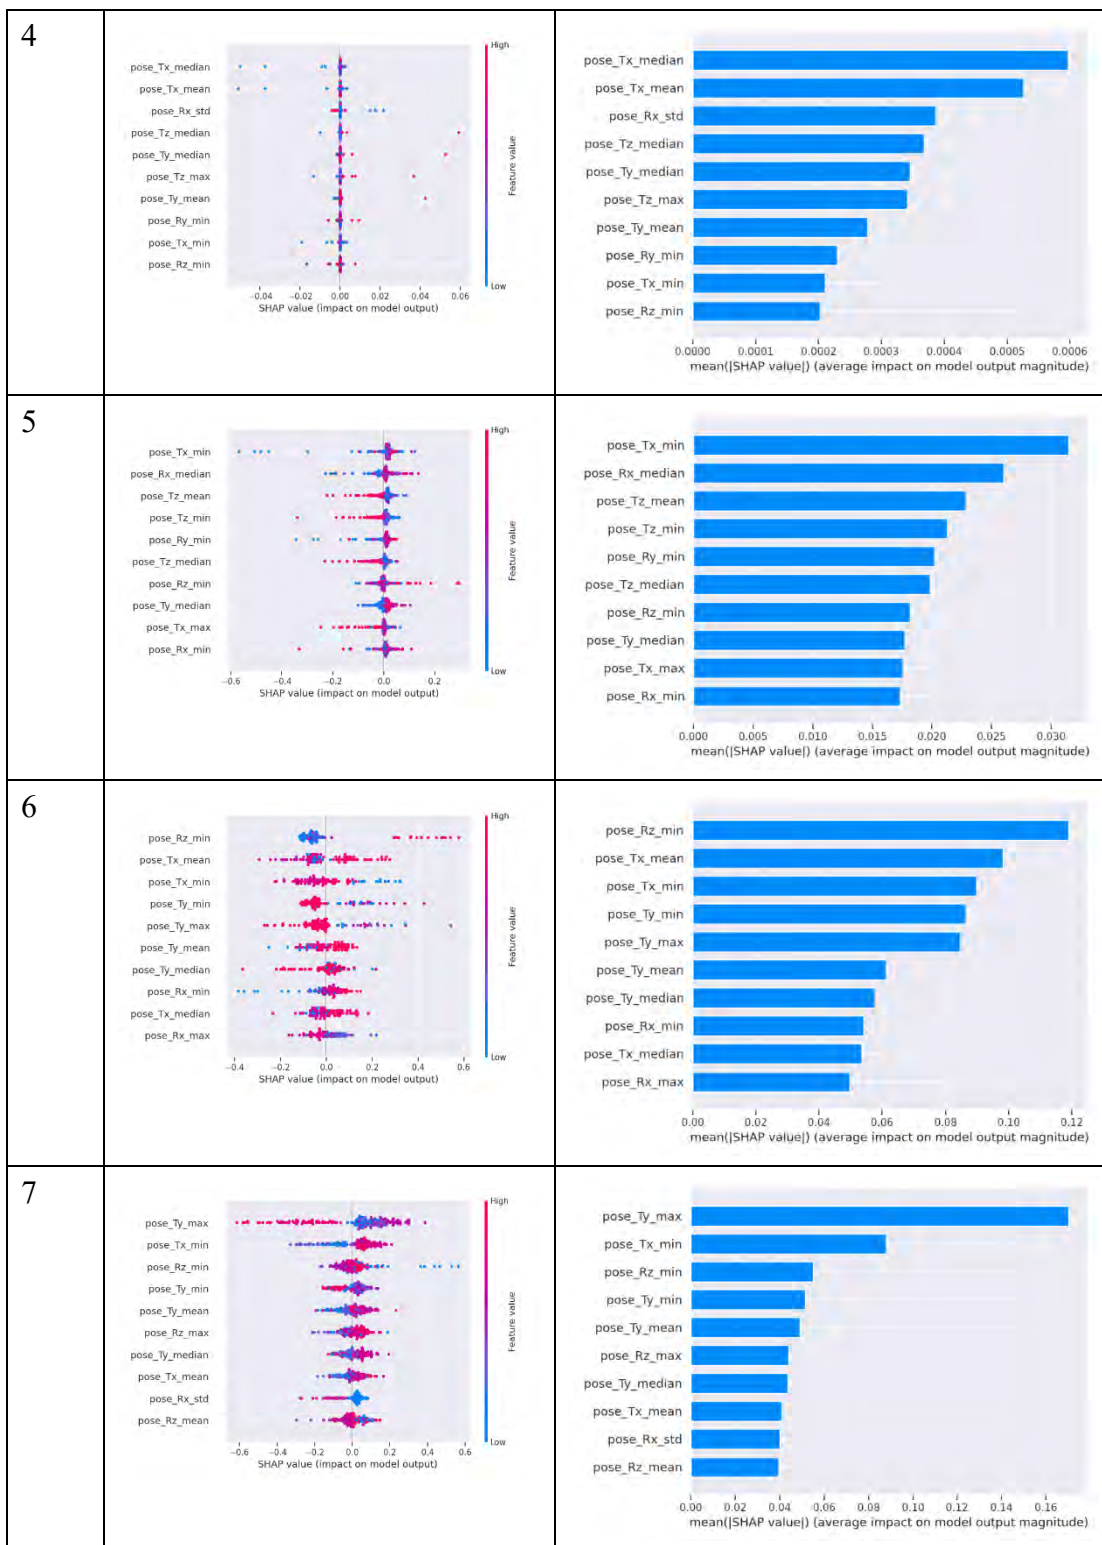 4
High
pose_Tx_median
pose_Tx_mean
pose_Rx_std
pose_Tz_median
pose_Ty_median
pose_Tz_max
pose_Ty_mean
pose_Ry_min
pose_Tx_min
pose_Rz_min
Feature value
Low
−0.04 −0.02 0.00 0.02 0.04 0.06
SHAP value (impact on model output)
pose_Tx_median
pose_Tx_mean
pose_Rx_std
pose_Tz_median
pose_Ty_median
pose_Tz_max
pose_Ty_mean
pose_Ry_min
pose_Tx_min
pose_Rz_min
0.0000 0.0001 0.0002 0.0003 0.0004 0.0005 0.0006
mean(|SHAP value|) (average impact on model output magnitude)
5
High
pose_Tx_min
pose_Rx_median
pose_Tz_mean
pose_Tz_min
pose_Ry_min
pose_Tz_median
pose_Rz_min
pose_Ty_median
pose_Tx_max
pose_Rx_min
Feature value
Low
−0.6 −0.4 −0.2 0.0 0.2
SHAP value (impact on model output)
pose_Tx_min
pose_Rx_median
pose_Tz_mean
pose_Tz_min
pose_Ry_min
pose_Tz_median
pose_Rz_min
pose_Ty_median
pose_Tx_max
pose_Rx_min
0.000 0.005 0.010 0.015 0.020 0.025 0.030
mean(|SHAP value|) (average impact on model output magnitude)
6
High
pose_Rz_min
pose_Tx_mean
pose_Tx_min
pose_Ty_min
pose_Ty_max
pose_Ty_mean
pose_Ty_median
pose_Rx_min
pose_Tx_median
pose_Rx_max
Feature value
Low
−0.4 −0.2 0.0 0.2 0.4 0.6
SHAP value (impact on model output)
pose_Rz_min
pose_Tx_mean
pose_Tx_min
pose_Ty_min
pose_Ty_max
pose_Ty_mean
pose_Ty_median
pose_Rx_min
pose_Tx_median
pose_Rx_max
0.00 0.02 0.04 0.06 0.08 0.10 0.12
mean(|SHAP value|) (average impact on model output magnitude)
7
High
pose_Ty_max
pose_Tx_min
pose_Rz_min
pose_Ty_min
pose_Ty_mean
pose_Rz_max
pose_Ty_median
pose_Tx_mean
pose_Rx_std
pose_Rz_mean
Feature value
Low
−0.6 −0.4 −0.2 0.0 0.2 0.4 0.6
SHAP value (impact on model output)
pose_Ty_max
pose_Tx_min
pose_Rz_min
pose_Ty_min
pose_Ty_mean
pose_Rz_max
pose_Ty_median
pose_Tx_mean
pose_Rx_std
pose_Rz_mean
0.00 0.02 0.04 0.06 0.08 0.10 0.12 0.14 0.16
mean(|SHAP value|) (average impact on model output magnitude)